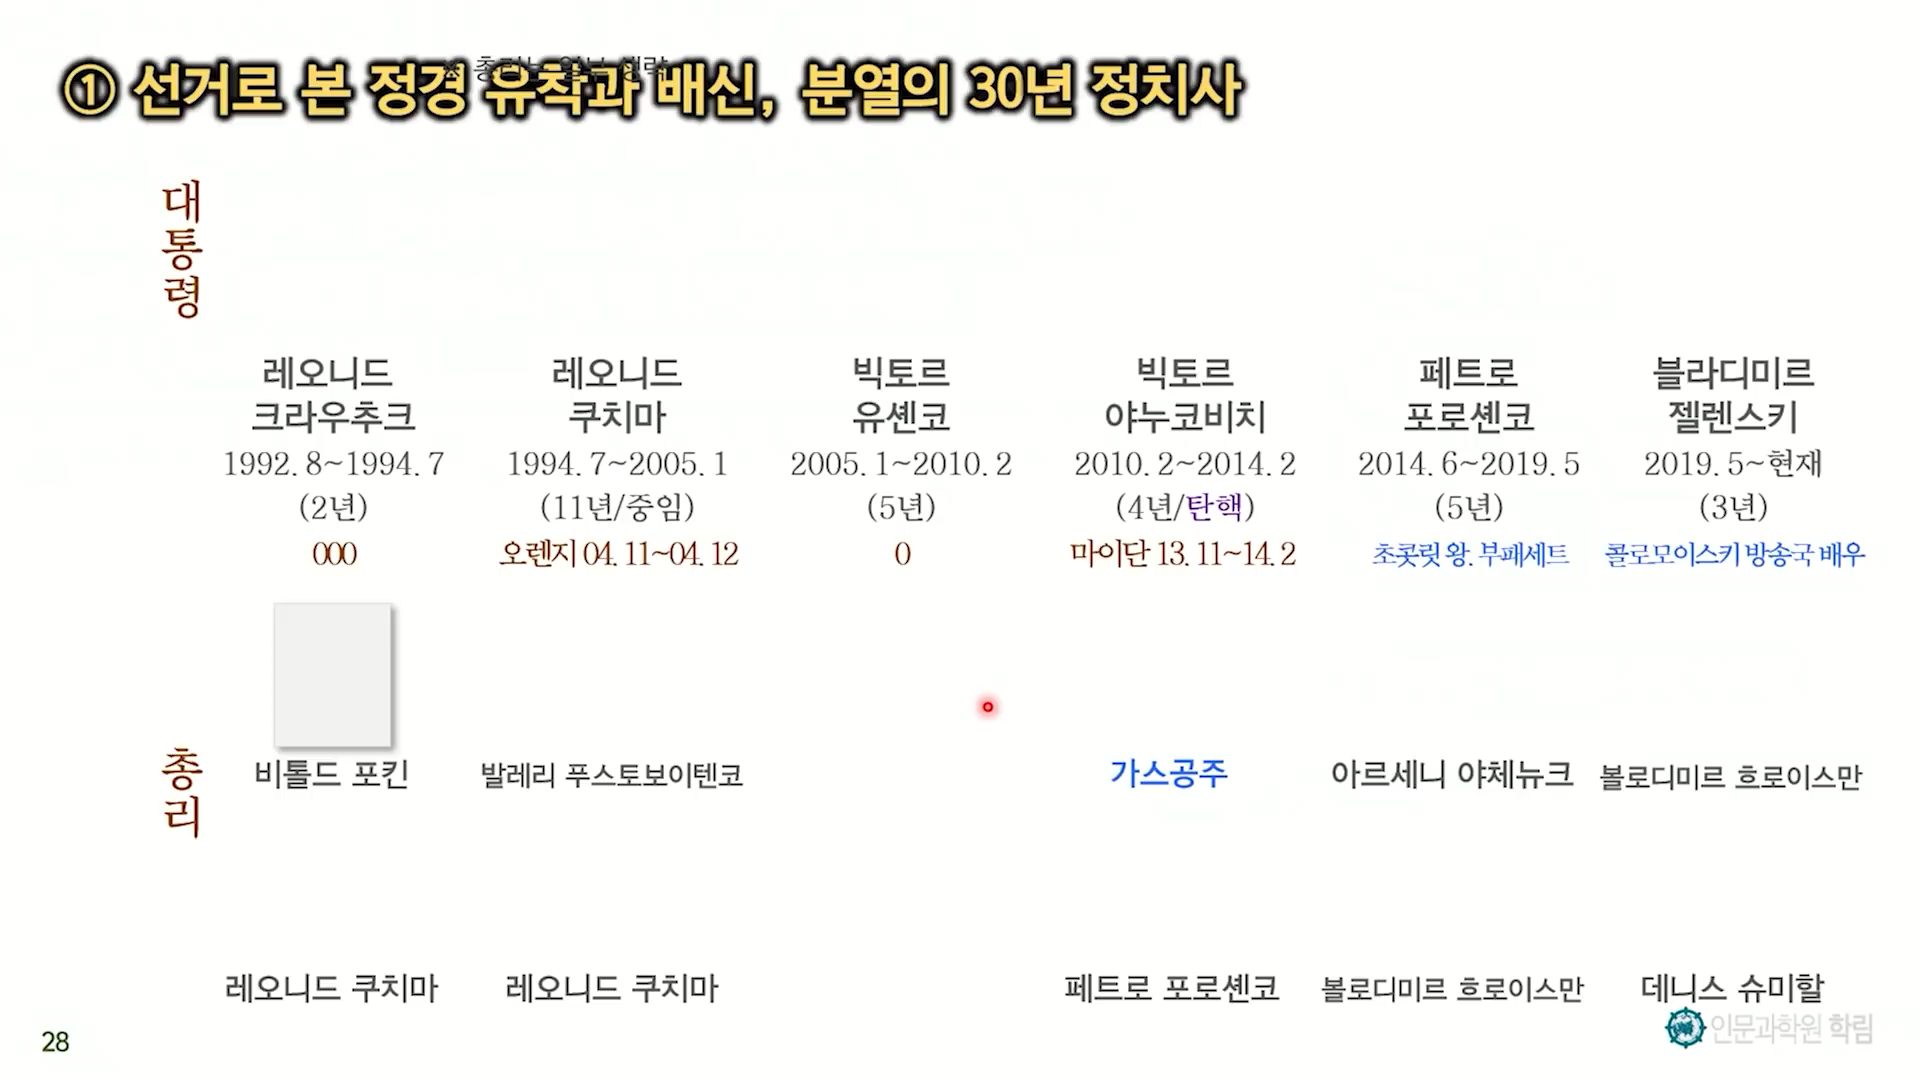 ① 선거로 본 정경 유착과 배신, 분열의 30년 정치사
※ 총리는 일부 생략
대통령
레오니드 크라우추크
1992. 8~1994. 7
(2년)
000
레오니드 쿠치마
1994. 7~2005. 1
(11년/중임)
오렌지 04. 11~04. 12
빅토르 유셴코
2005. 1~2010. 2
(5년)
0
빅토르 야누코비치
2010. 2~2014. 2
(4년/탄핵)
마이단 13. 11~14. 2
페트로 포로셴코
2014. 6~2019. 5
(5년)
초콧릿 왕. 부패세트
블라디미르 젤렌스키
2019. 5~현재
(3년)
콜로모이스키 방송국 배우
총리
비톨드 포킨
발레리 푸스토보이텐코
가스공주
아르세니 야체뉴크
볼로디미르 흐로이스만
레오니드 쿠치마
레오니드 쿠치마
페트로 포로셴코
볼로디미르 흐로이스만
데니스 슈미할
28
인문과학원 학림